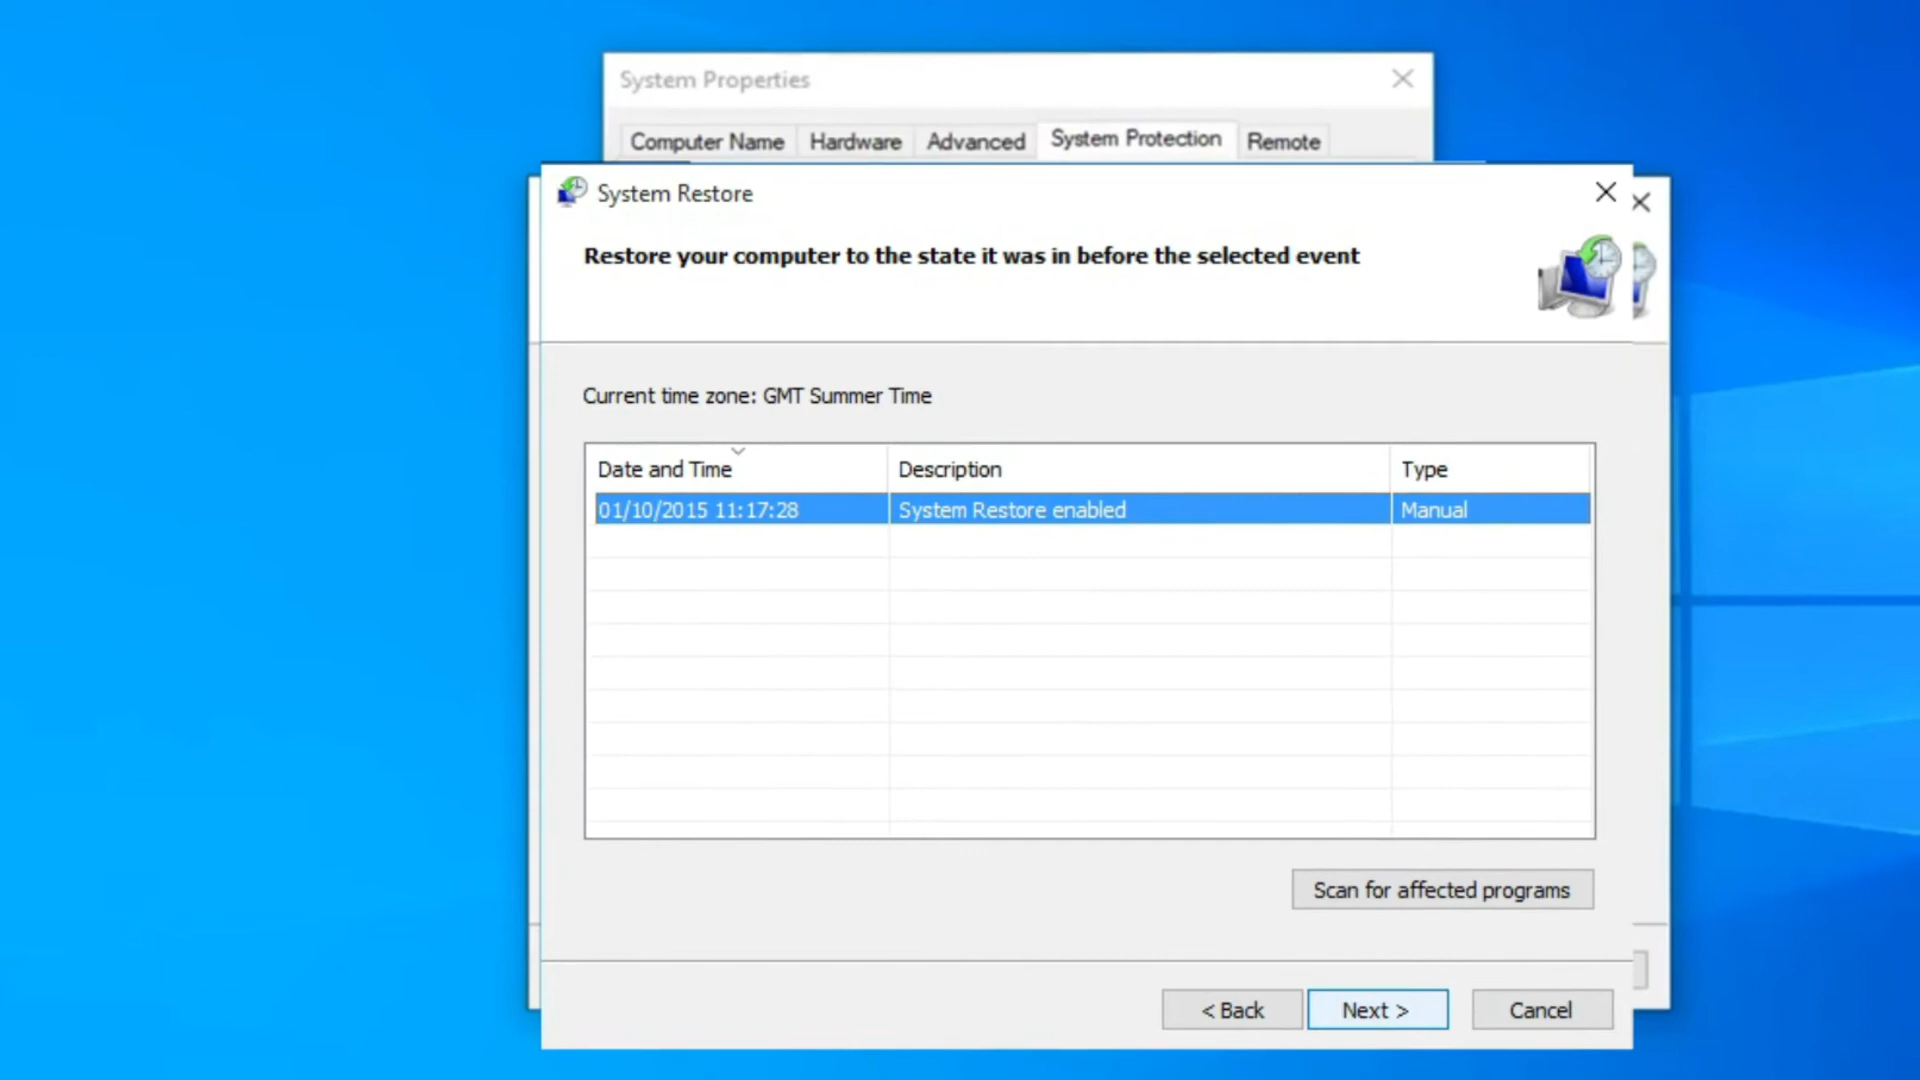 System Properties
Computer Name Hardware Advanced System Protection Remote
System Restore
Restore your computer to the state it was in before the selected event
Current time zone: GMT Summer Time
Date and Time Description Type
01/10/2015 11:17:28 System Restore enabled Manual
Scan for affected programs
< Back Next > Cancel